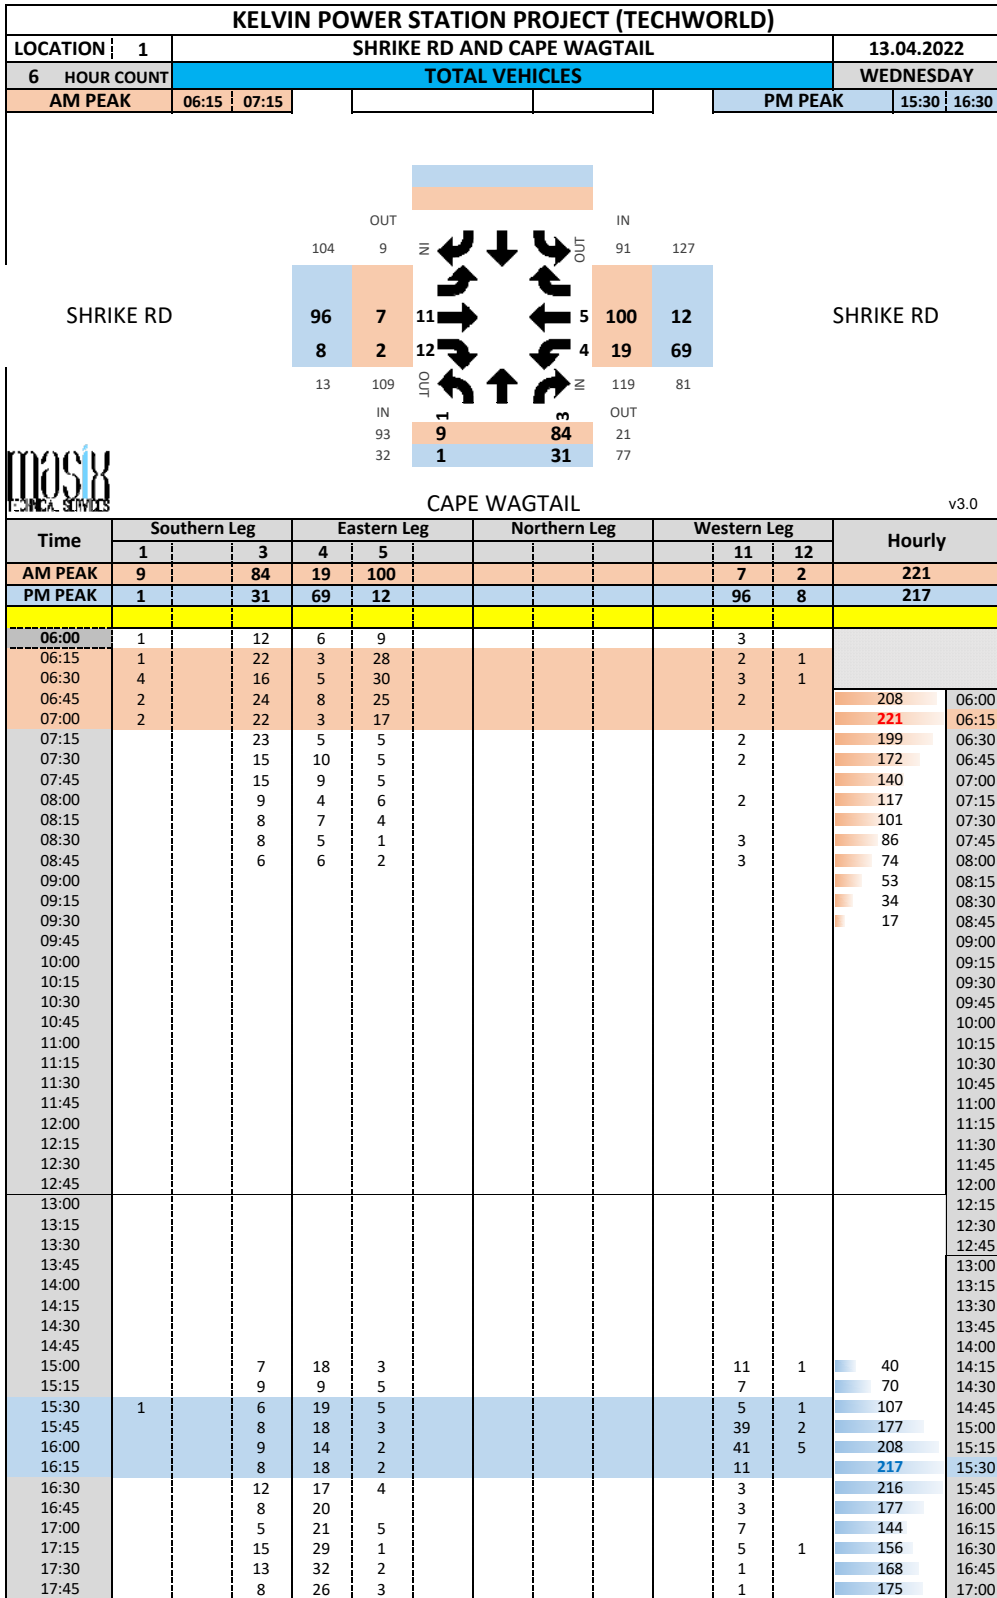 KELVIN POWER STATION PROJECT (TECHWORLD)
LOCATION 1 SHRIKE RD AND CAPE WAGTAIL 13.04.2022
6 HOUR COUNT TOTAL VEHICLES WEDNESDAY
AM PEAK 06:15 07:15 PM PEAK 15:30 16:30
OUT IN
104 9 IN OUT 91 127
SHRIKE RD 96 7 11 5 100 12 SHRIKE RD
8 2 12 4 19 69
13 109 OUT IN 119 81
IN 1 3 OUT
93 9 84 21
32 1 31 77
masix
TECHNICAL SERVICES
CAPE WAGTAIL v3.0
Time Southern Leg Eastern Leg Northern Leg Western Leg Hourly
1 3 4 5 11 12
AM PEAK 9 84 19 100 7 2 221
PM PEAK 1 31 69 12 96 8 217
06:00 1 12 6 9 3
06:15 1 22 3 28 2 1
06:30 4 16 5 30 3 1
06:45 2 24 8 25 2 208 06:00
07:00 2 22 3 17 221 06:15
07:15 23 5 5 2 199 06:30
07:30 15 10 5 2 172 06:45
07:45 15 9 5 140 07:00
08:00 9 4 6 2 117 07:15
08:15 8 7 4 101 07:30
08:30 8 5 1 3 86 07:45
08:45 6 6 2 3 74 08:00
09:00 53 08:15
09:15 34 08:30
09:30 17 08:45
09:45 09:00
10:00 09:15
10:15 09:30
10:30 09:45
10:45 10:00
11:00 10:15
11:15 10:30
11:30 10:45
11:45 11:00
12:00 11:15
12:15 11:30
12:30 11:45
12:45 12:00
13:00 12:15
13:15 12:30
13:30 12:45
13:45 13:00
14:00 13:15
14:15 13:30
14:30 13:45
14:45 14:00
15:00 7 18 3 11 1 40 14:15
15:15 9 9 5 7 70 14:30
15:30 1 6 19 5 5 1 107 14:45
15:45 8 18 3 39 2 177 15:00
16:00 9 14 2 41 5 208 15:15
16:15 8 18 2 11 217 15:30
16:30 12 17 4 3 216 15:45
16:45 8 20 3 177 16:00
17:00 5 21 5 7 144 16:15
17:15 15 29 1 5 1 156 16:30
17:30 13 32 2 1 168 16:45
17:45 8 26 3 1 175 17:00